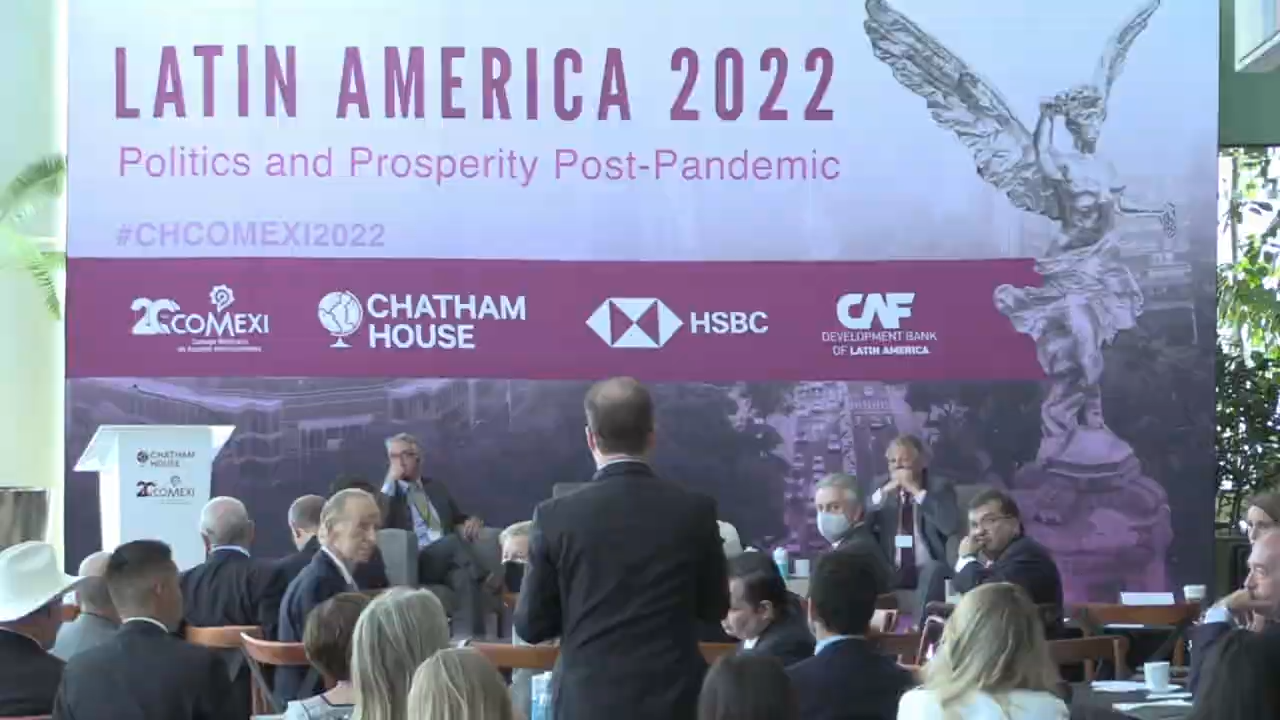 LATIN AMERICA 2022
Politics and Prosperity Post-Pandemic
#CHCOMEXI2022
20 COMEXI
CHATHAM
HOUSE
HSBC
CAF
DEVELOPMENT BANK
OF LATIN AMERICA
CHATHAM
HOUSE
COMEXI